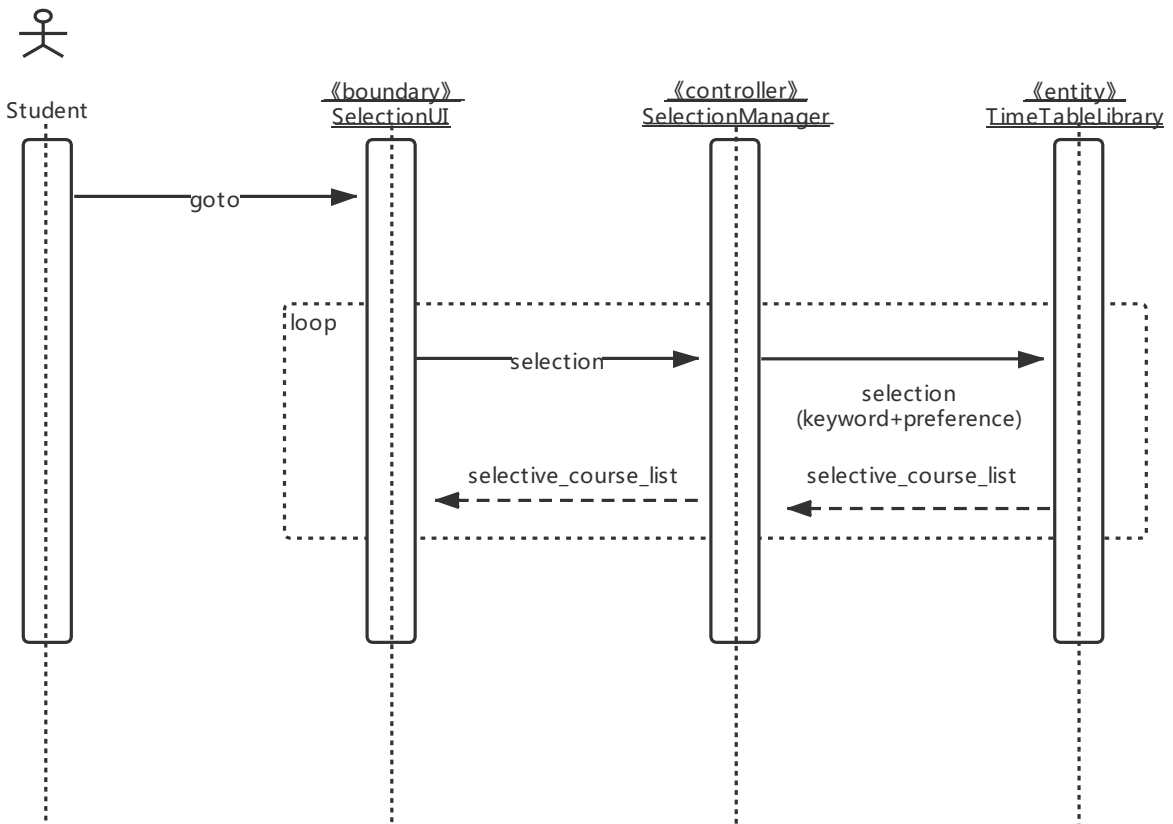 Student
《boundary》
SelectionUI
《controller》
SelectionManager
《entity》
TimeTableLibrary
goto
loop
selection
selection
(keyword+preference)
selective_course_list
selective_course_list